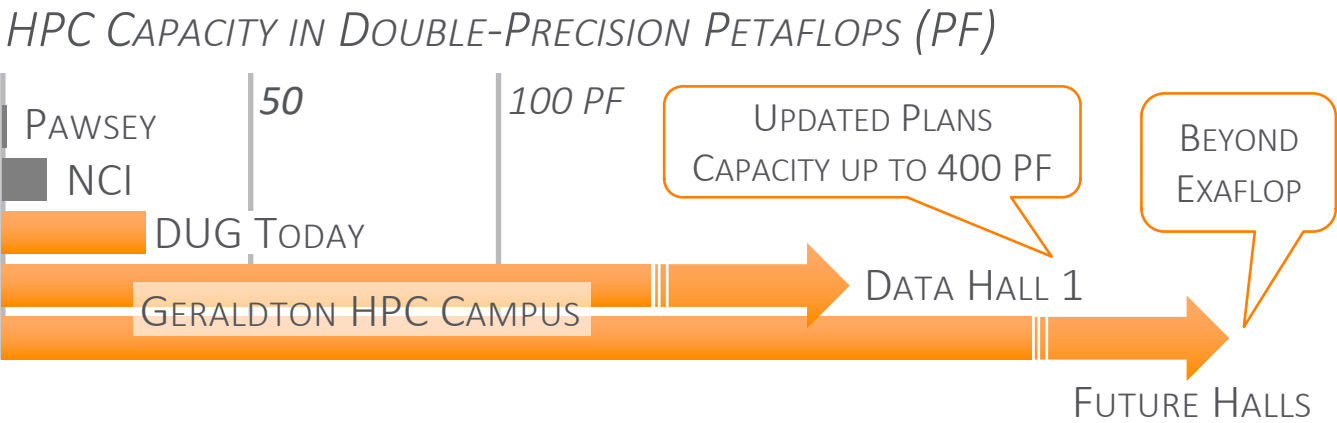 HPC Capacity in Double-Precision Petaflops (PF)
50
100 PF
Pawsey
NCI
DUG Today
Updated Plans
Capacity up to 400 PF
Beyond
Exaflop
Data Hall 1
Geraldton HPC Campus
Future Halls